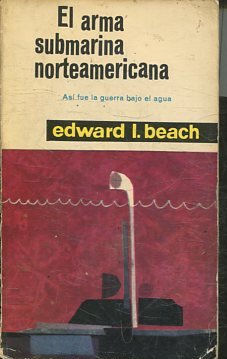 El arma
submarina
norteamericana
Así fue la guerra bajo el agua
edward l. beach